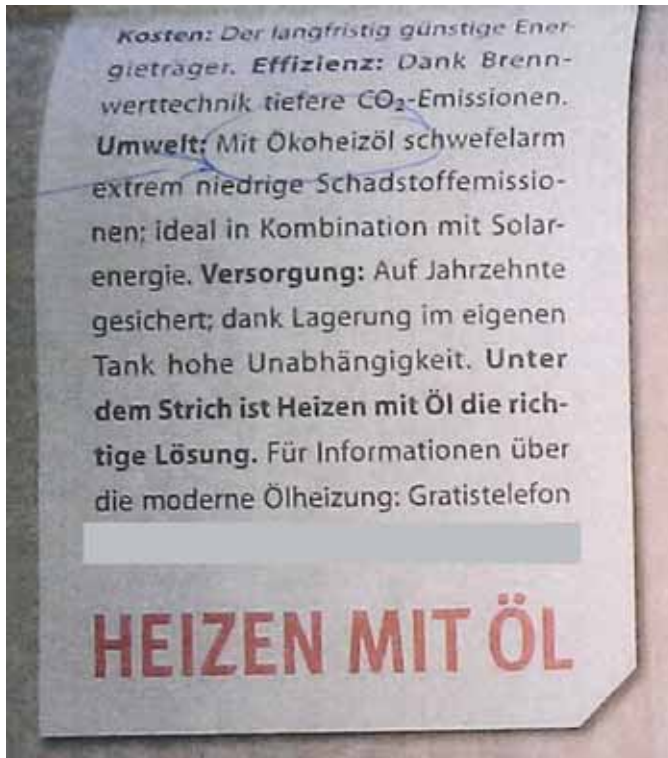 Kosten: Der langfristig günstige Ener-
gieträger. Effizienz: Dank Brenn-
werttechnik tiefere CO₂-Emissionen.
Umwelt: Mit Ökoheizöl schwefelarm
extrem niedrige Schadstoffemissio-
nen; ideal in Kombination mit Solar-
energie. Versorgung: Auf Jahrzehnte
gesichert; dank Lagerung im eigenen
Tank hohe Unabhängigkeit. Unter
dem Strich ist Heizen mit Öl die rich-
tige Lösung. Für Informationen über
die moderne Ölheizung: Gratistelefon
HEIZEN MIT ÖL